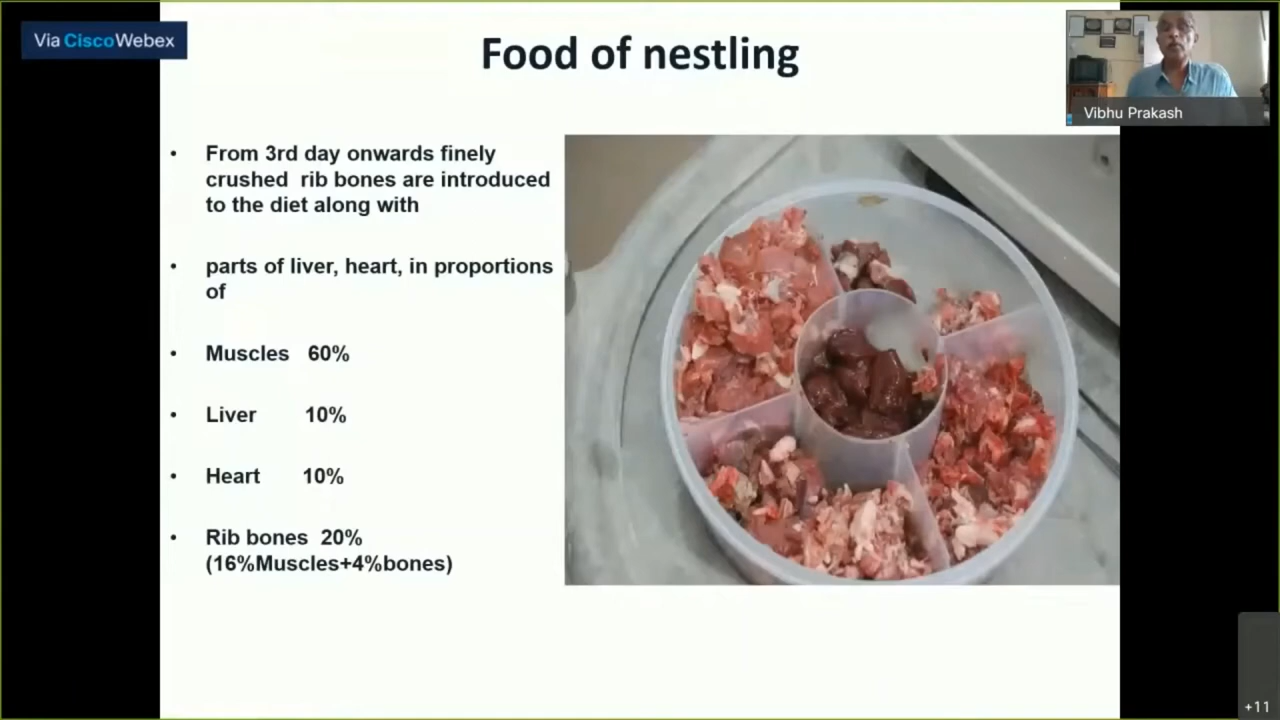 Via CiscoWebex
Food of nestling
Vibhu Prakash
• From 3rd day onwards finely
crushed rib bones are introduced
to the diet along with
• parts of liver, heart, in proportions
of
• Muscles 60%
• Liver 10%
• Heart 10%
• Rib bones 20%
(16%Muscles+4%bones)
+11